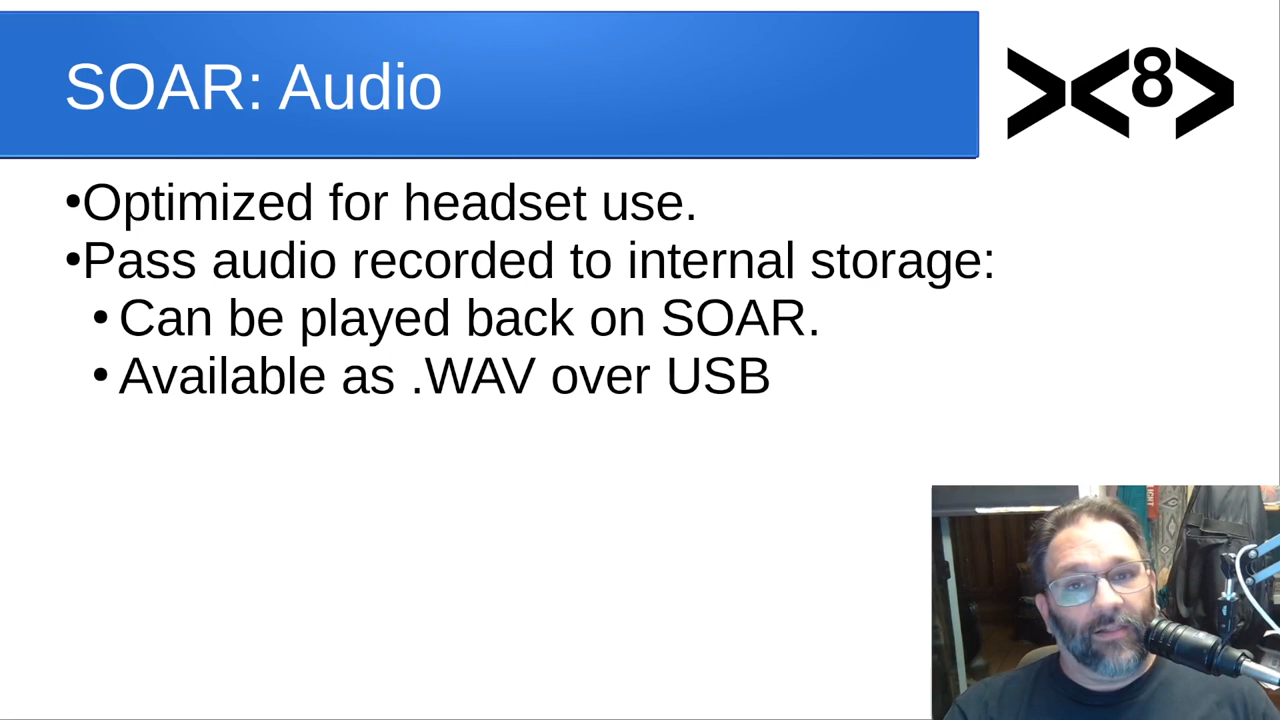 SOAR: Audio
><8>
•Optimized for headset use.
•Pass audio recorded to internal storage:
• Can be played back on SOAR.
• Available as .WAV over USB